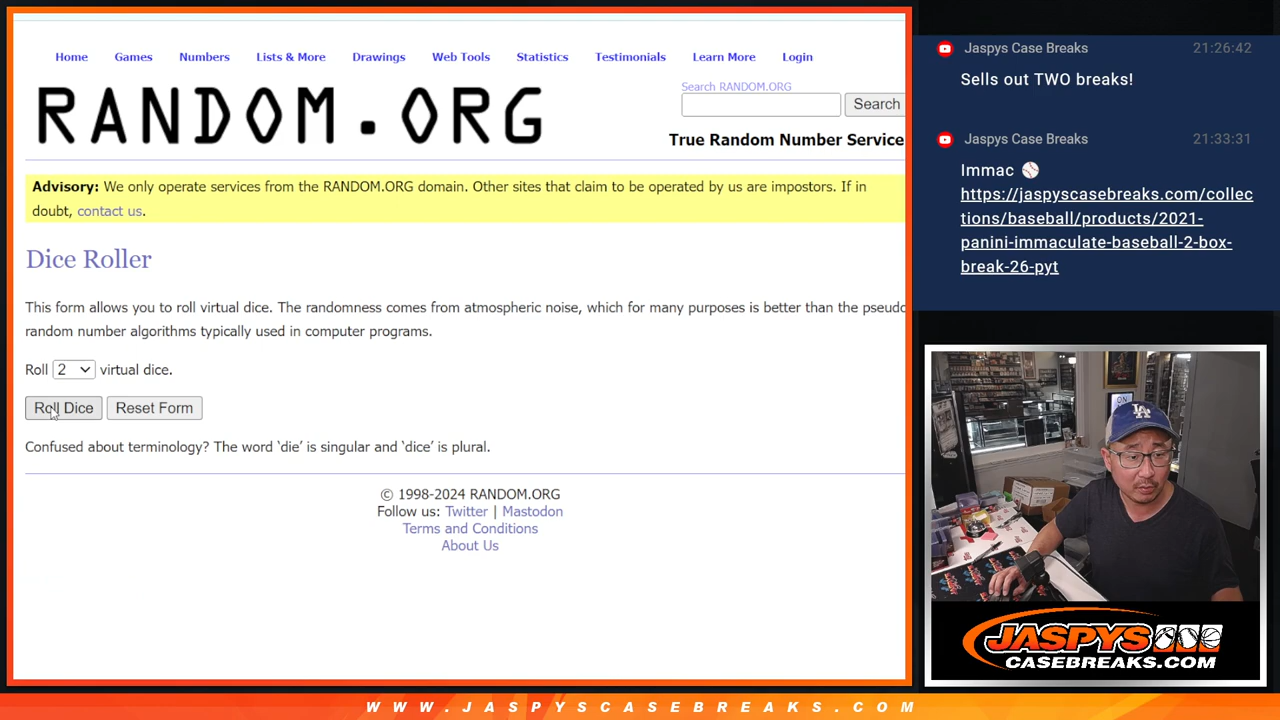 Home Games Numbers Lists & More Drawings Web Tools Statistics Testimonials Learn More Login
RANDOM.ORG
Search RANDOM.ORG
Search
True Random Number Service
Advisory: We only operate services from the RANDOM.ORG domain. Other sites that claim to be operated by us are impostors. If in
doubt, contact us.
Dice Roller
This form allows you to roll virtual dice. The randomness comes from atmospheric noise, which for many purposes is better than the pseudo
random number algorithms typically used in computer programs.
Roll 2 virtual dice.
Roll Dice Reset Form
Confused about terminology? The word ‘die’ is singular and ‘dice’ is plural.
© 1998-2024 RANDOM.ORG
Follow us: Twitter | Mastodon
Terms and Conditions
About Us
Jaspys Case Breaks 21:26:42
Sells out TWO breaks!
Jaspys Case Breaks 21:33:31
Immac ⚾
https://jaspyscasebreaks.com/collec
tions/baseball/products/2021-
panini-immaculate-baseball-2-box-
break-26-pyt
ON
LA
JASPYS
CASEBREAKS.COM
WWW.JASPYSCASEBREAKS.COM